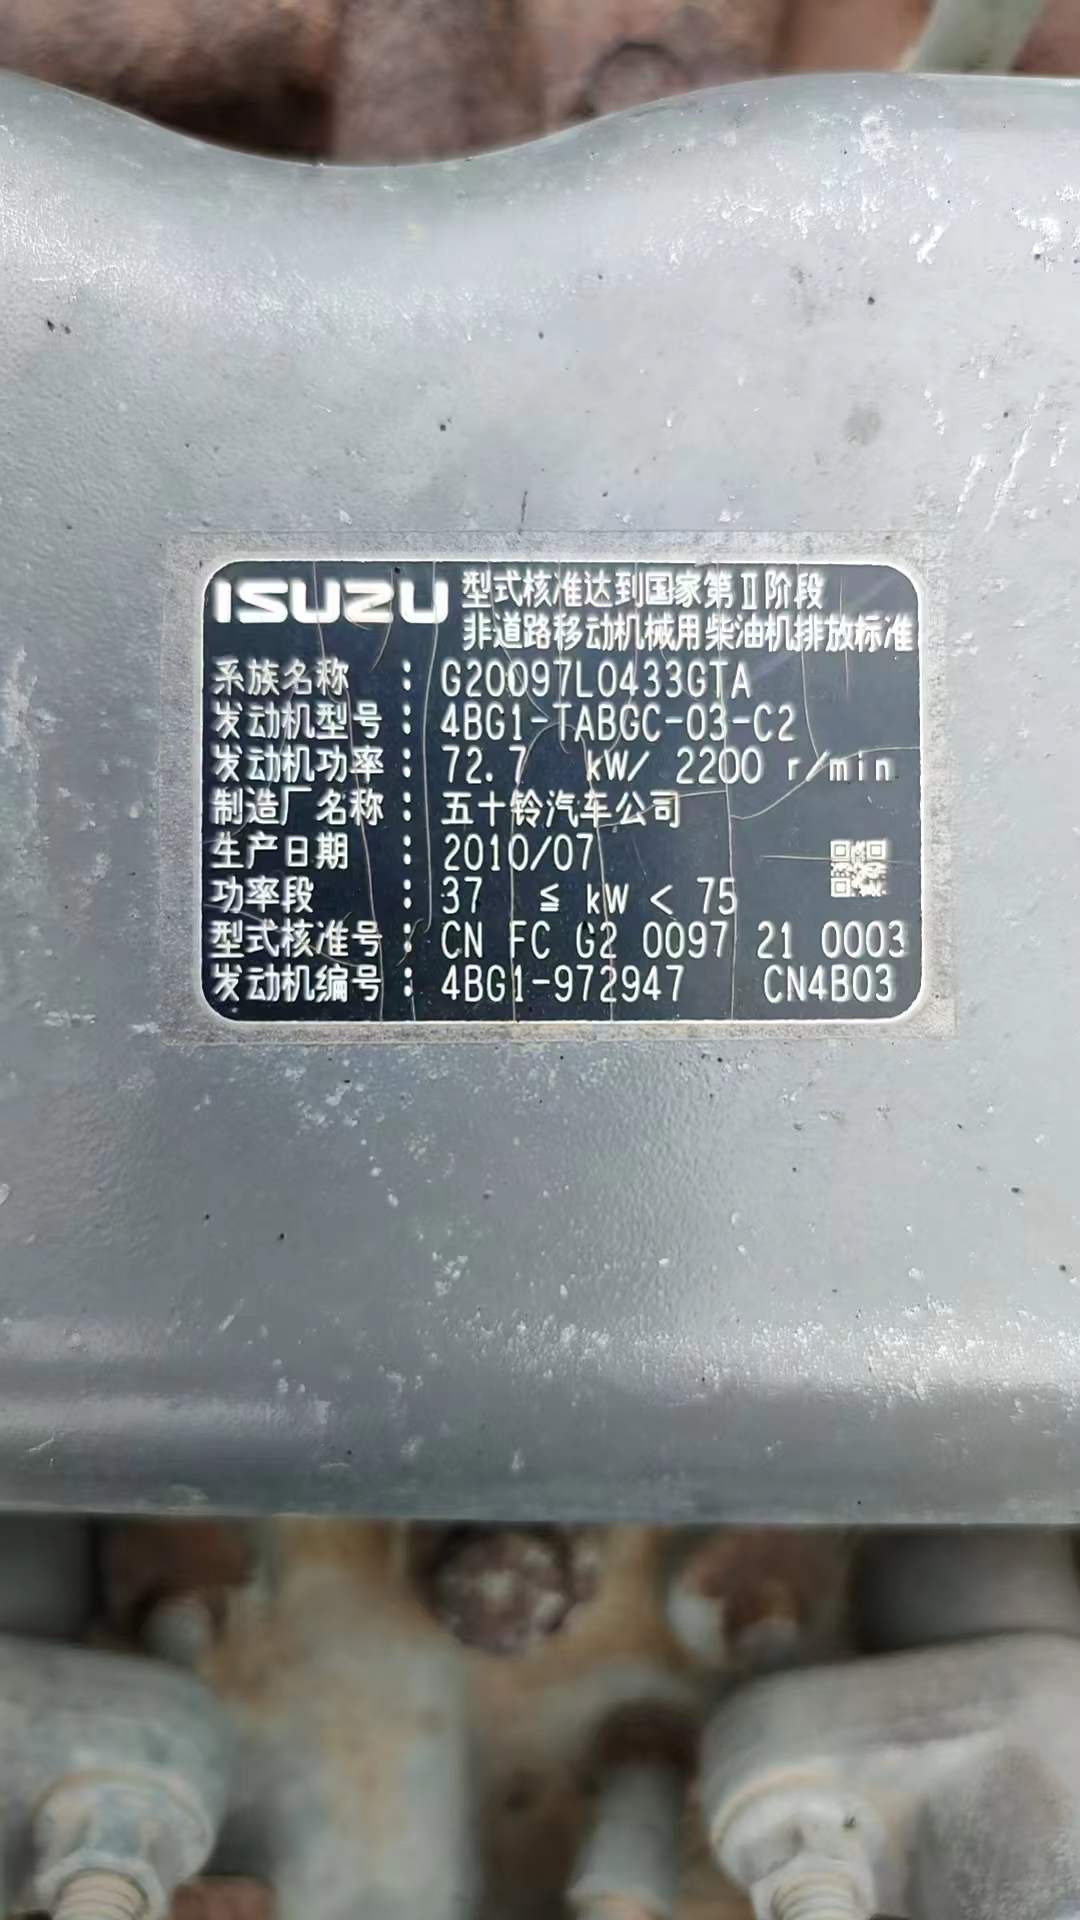 ISUZU 型式核准达到国家第Ⅱ阶段
非道路移动机械用柴油机排放标准
系族名称 : G20097L0433GTA
发动机型号 : 4BG1-TABGC-03-C2
发动机功率 : 72.7 kW/ 2200 r/min
制造厂名称 : 五十铃汽车公司
生产日期 : 2010/07
功率段 : 37 ≦ kW < 75
型式核准号 : CN FC G2 0097 21 0003
发动机编号 : 4BG1-972947 CN4B03